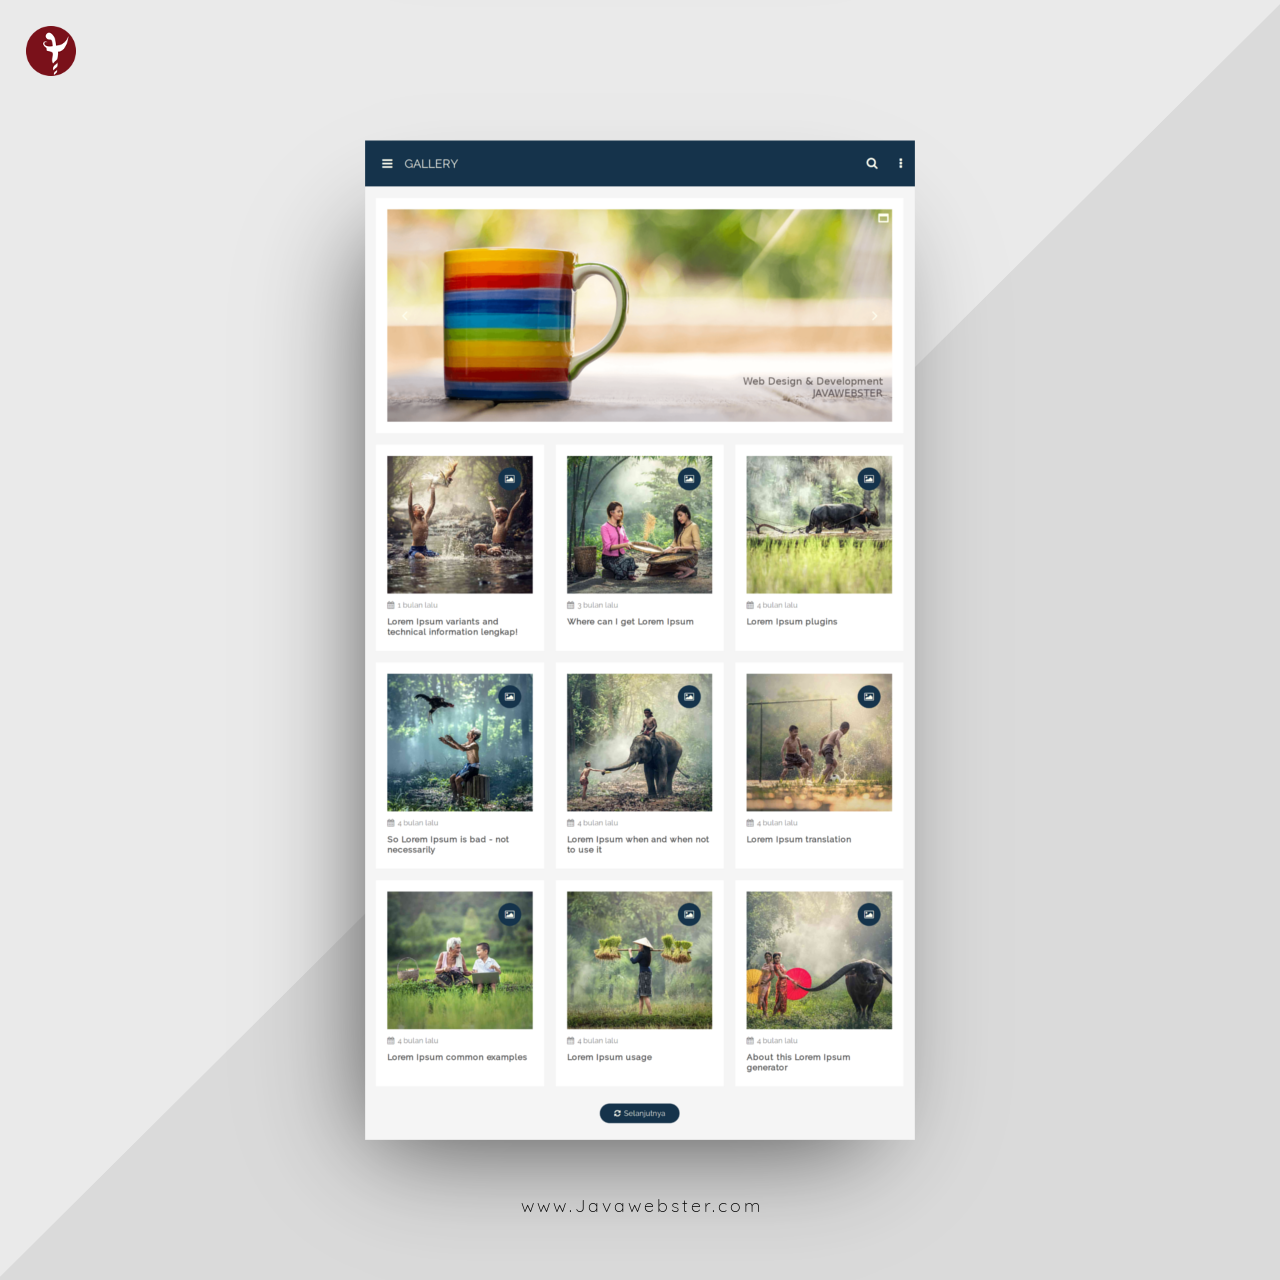 GALLERY
Web Design & Development
JAVAWEBSTER
1 bulan lalu
Lorem Ipsum variants and
technical information lengkap!
3 bulan lalu
Where can I get Lorem Ipsum
4 bulan lalu
Lorem Ipsum plugins
4 bulan lalu
So Lorem Ipsum is bad - not
necessarily
4 bulan lalu
Lorem Ipsum when and when not
to use it
4 bulan lalu
Lorem Ipsum translation
4 bulan lalu
Lorem Ipsum common examples
4 bulan lalu
Lorem Ipsum usage
4 bulan lalu
About this Lorem Ipsum
generator
Selanjutnya
www.Javawebster.com